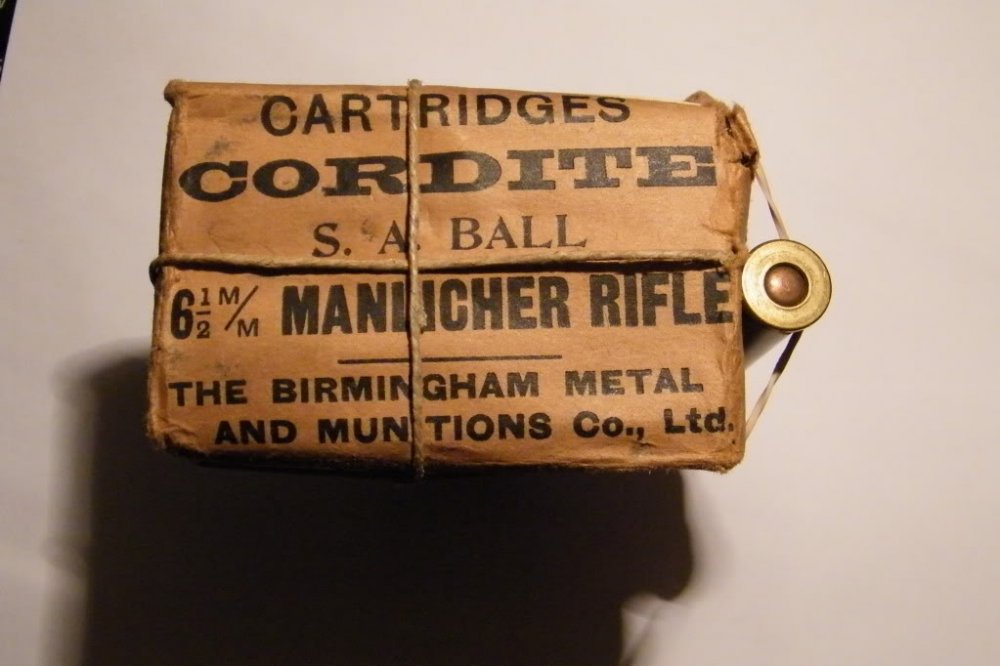 CARTRIDGES
CORDITE
S. A. BALL
6½ M/M MANLICHER RIFLE
THE BIRMINGHAM METAL
AND MUNITIONS Co., Ltd.